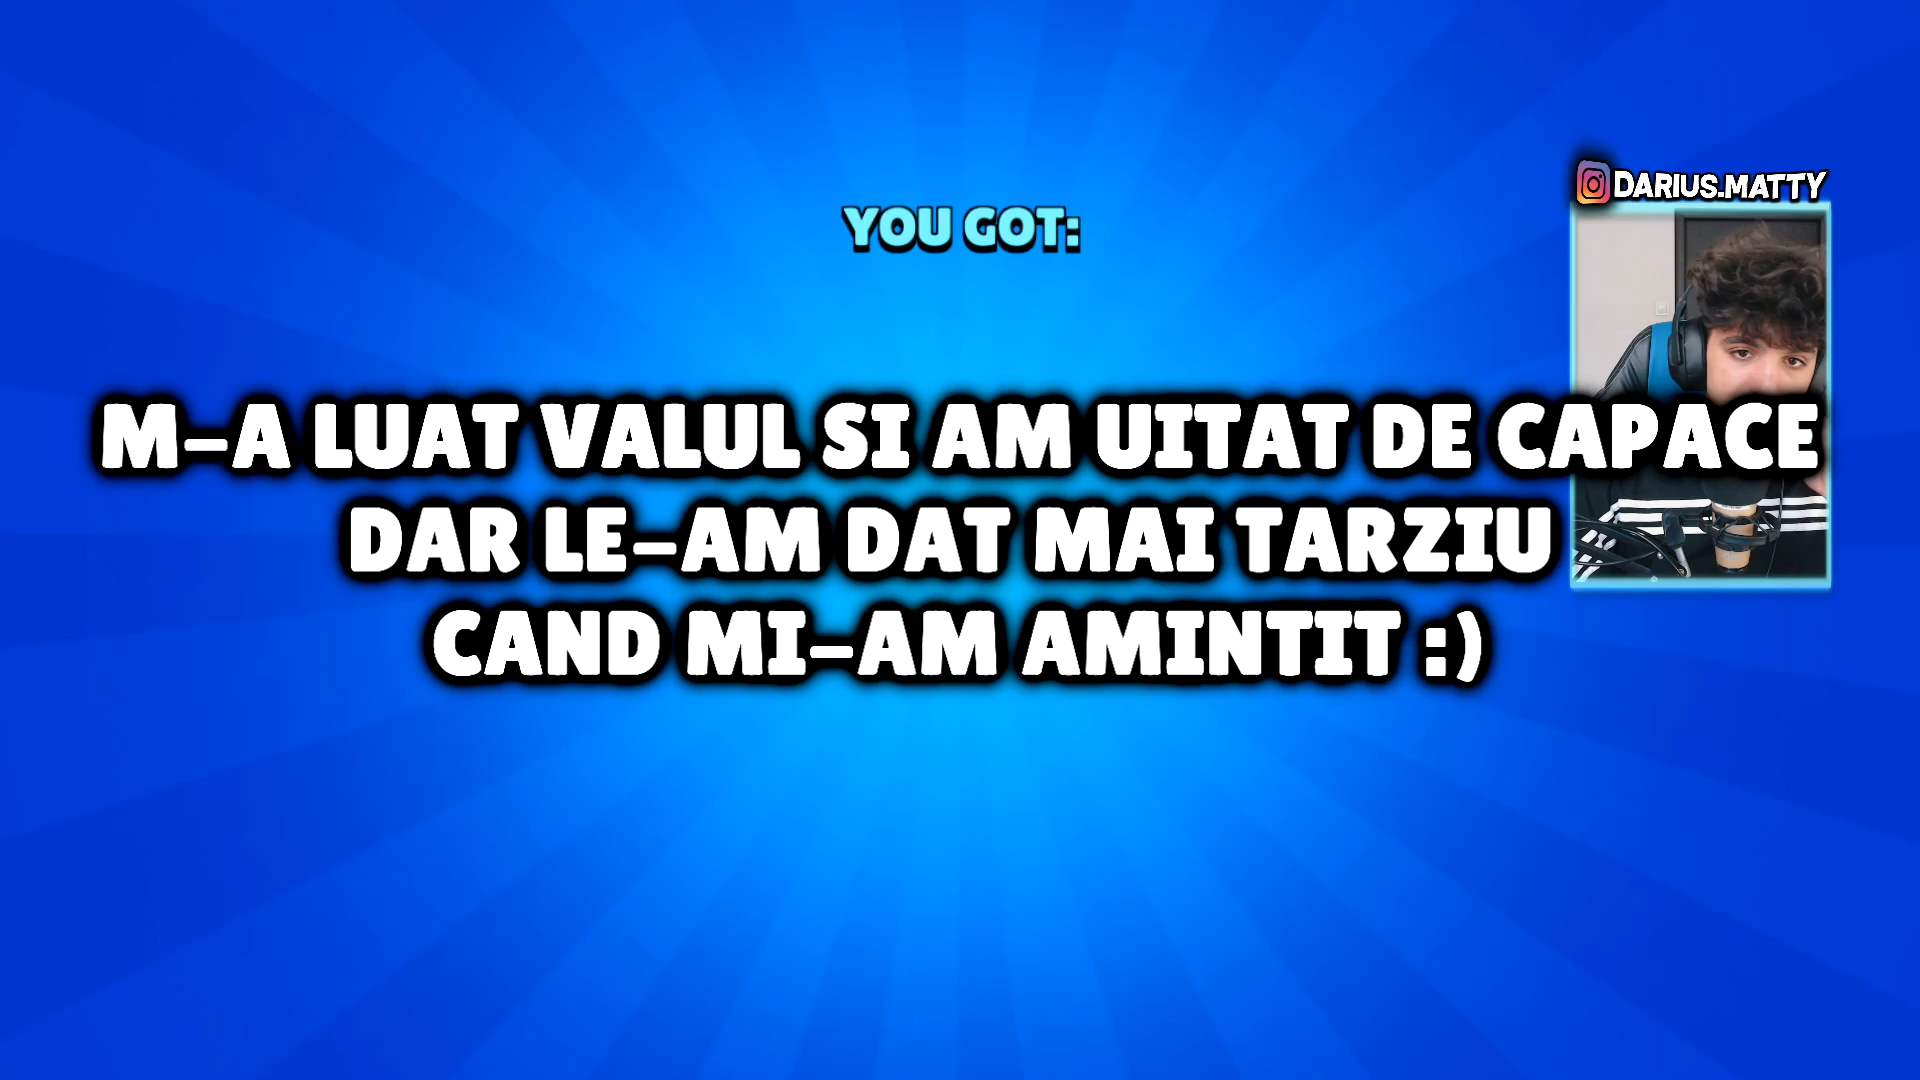 DARIUS.MATTY
YOU GOT:
M-A LUAT VALUL SI AM UITAT DE CAPACE
DAR LE-AM DAT MAI TARZIU
CAND MI-AM AMINTIT :)